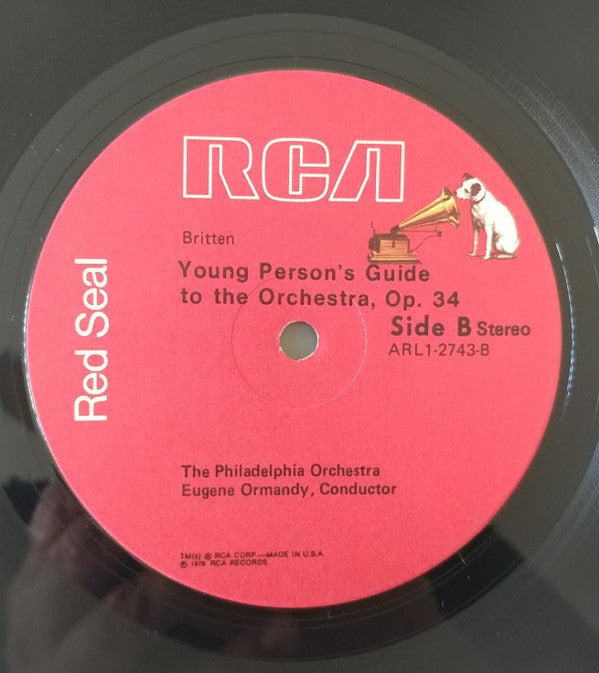 RCA
Red Seal
Britten
Young Person's Guide
to the Orchestra, Op. 34
Side B Stereo
ARL1-2743-B
The Philadelphia Orchestra
Eugene Ormandy, Conductor
TM(s) ® RCA CORP.—MADE IN U.S.A.
℗ 1978 RCA RECORDS